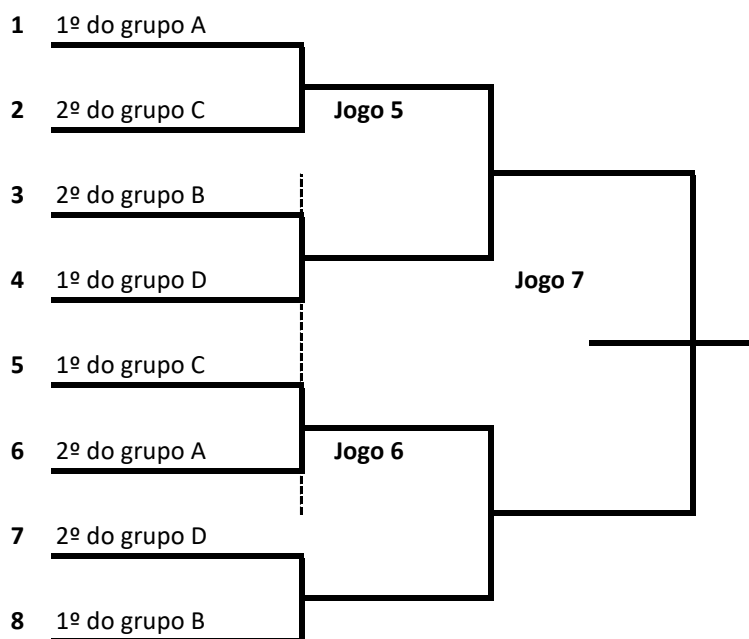 1 1º do grupo A
2 2º do grupo C
Jogo 5
3 2º do grupo B
4 1º do grupo D
Jogo 7
5 1º do grupo C
6 2º do grupo A
Jogo 6
7 2º do grupo D
8 1º do grupo B